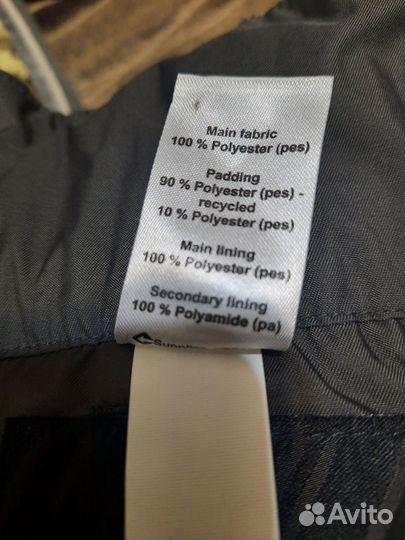 Main fabric
100 % Polyester (pes)
Padding
90 % Polyester (pes) -
recycled
10 % Polyester (pes)
Main lining
100 % Polyester (pes)
Secondary lining
100 % Polyamide (pa)
Avito